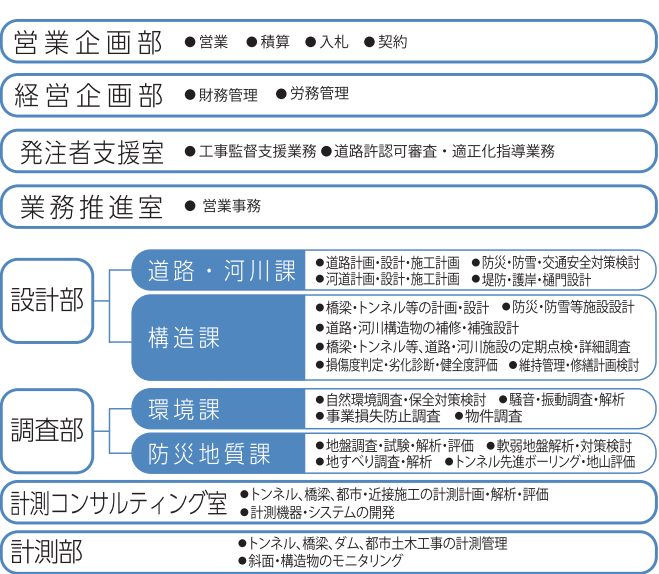 営業企画部 ●営業 ●積算 ●入札 ●契約
経営企画部 ●財務管理 ●労務管理
発注者支援室 ●工事監督支援業務 ●道路許認可審査・適正化指導業務
業務推進室 ●営業事務
設計部
道路・河川課
●道路計画・設計・施工計画 ●防災・防雪・交通安全対策検討
●河道計画・設計・施工計画 ●堤防・護岸・樋門設計
構造課
●橋梁・トンネル等の計画・設計 ●防災・防雪等施設設計
●道路・河川構造物の補修・補強設計
●橋梁・トンネル等、道路・河川施設の定期点検・詳細調査
●損傷度判定・劣化診断・健全度評価 ●維持管理・修繕計画検討
調査部
環境課
●自然環境調査・保全対策検討 ●騒音・振動調査・解析
●事業損失防止調査 ●物件調査
防災地質課
●地盤調査・試験・解析・評価 ●軟弱地盤解析・対策検討
●地すべり調査・解析 ●トンネル先進ボーリング・地山評価
計測コンサルティング室
●トンネル、橋梁、都市・近接施工の計測計画・解析・評価
●計測機器・システムの開発
計測部
●トンネル、橋梁、ダム、都市土木工事の計測管理
●斜面・構造物のモニタリング